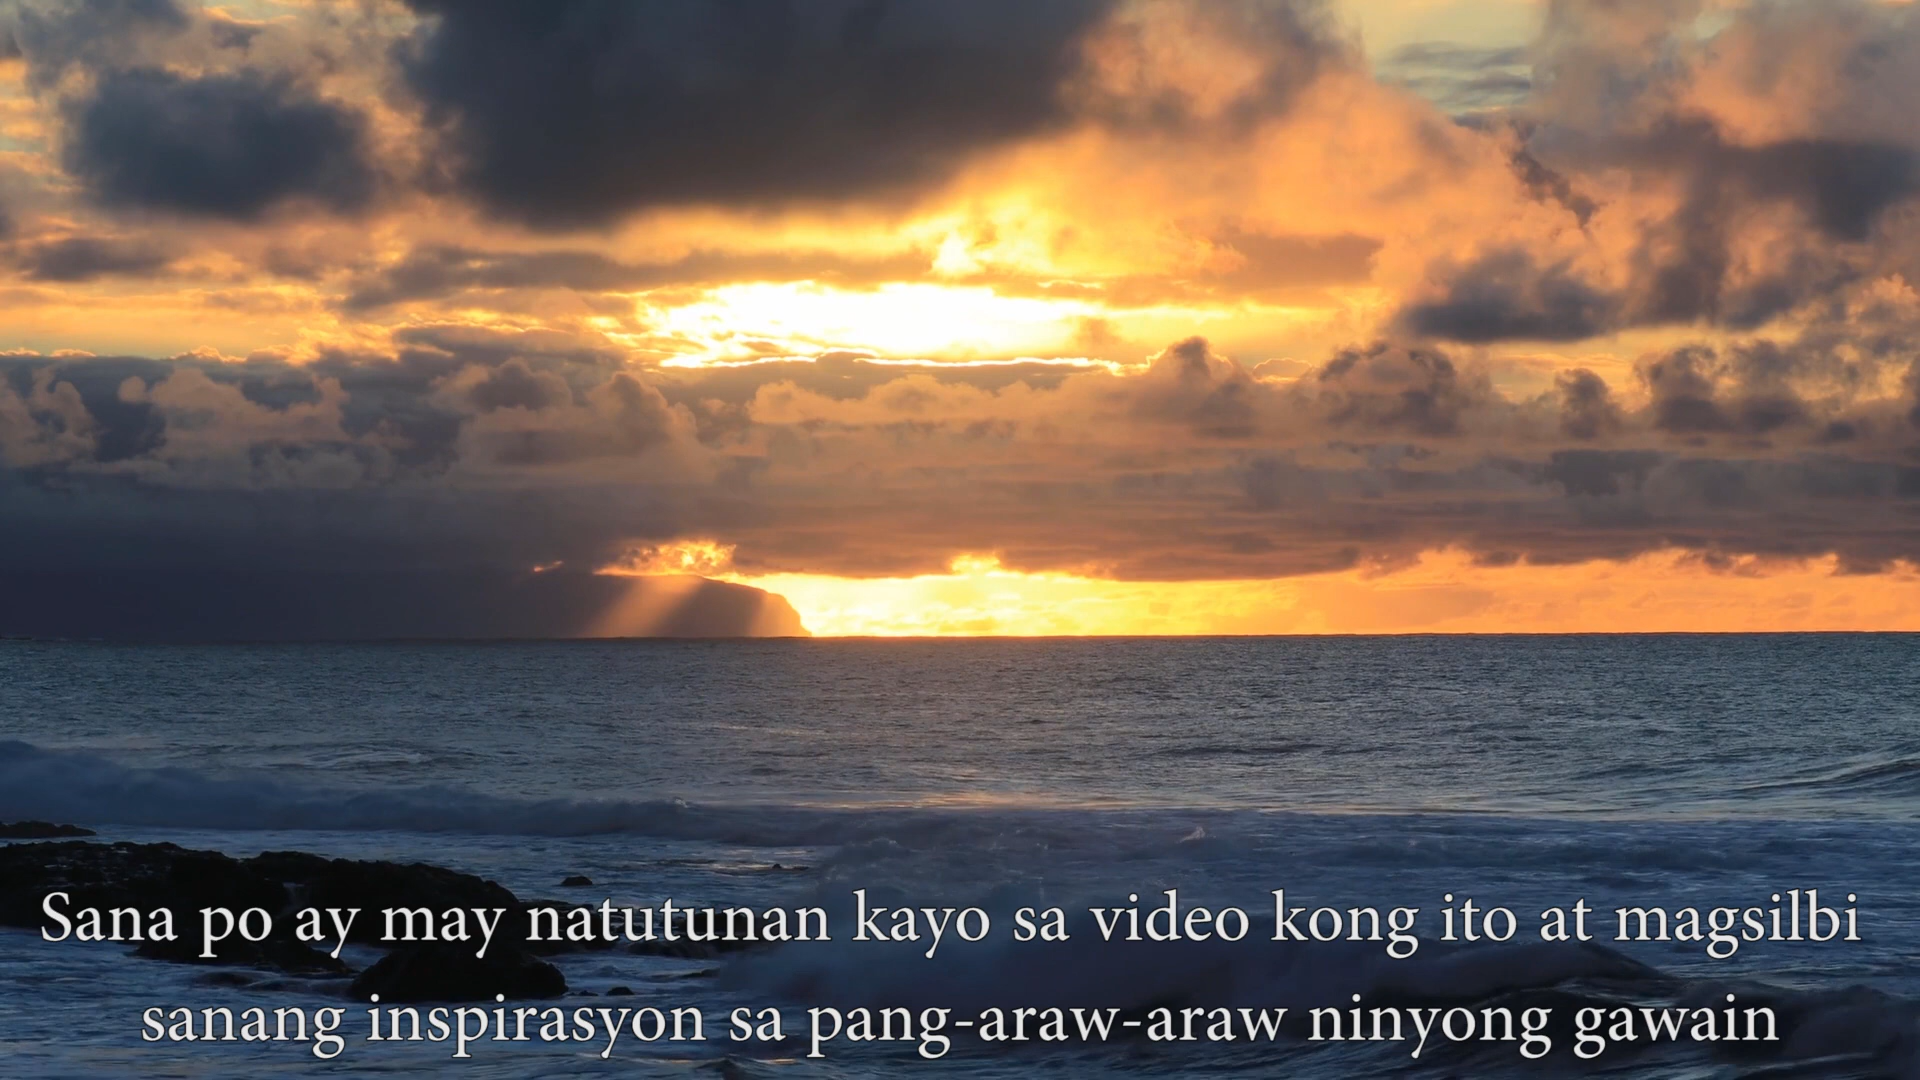 Sana po ay may natutunan kayo sa video kong ito at magsilbi
sanang inspirasyon sa pang-araw-araw ninyong gawain